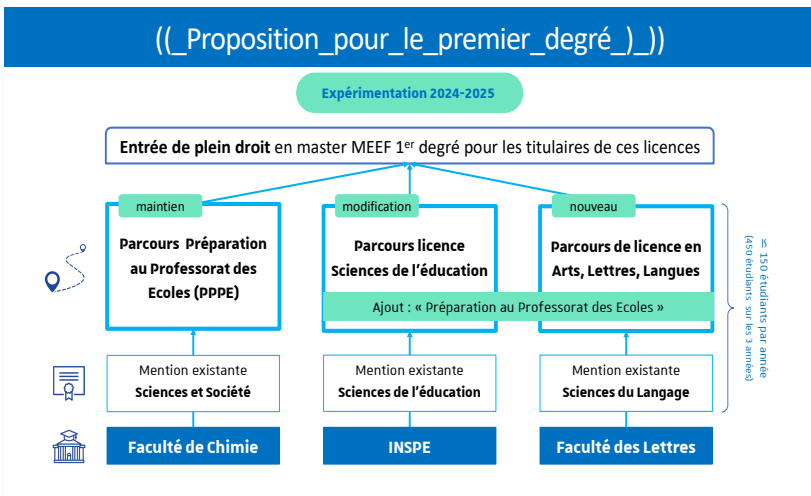 ((_Proposition_pour_le_premier_degré_)_))
Expérimentation 2024-2025
Entrée de plein droit en master MEEF 1er degré pour les titulaires de ces licences
maintien
Parcours Préparation
au Professorat des
Ecoles (PPPE)
modification
Parcours licence
Sciences de l'éducation
nouveau
Parcours de licence en
Arts, Lettres, Langues
Ajout : « Préparation au Professorat des Ecoles »
Mention existante
Sciences et Société
Mention existante
Sciences de l'éducation
Mention existante
Sciences du Langage
Faculté de Chimie
INSPE
Faculté des Lettres
≈ 150 étudiants par année
(450 étudiants sur les 3 années)